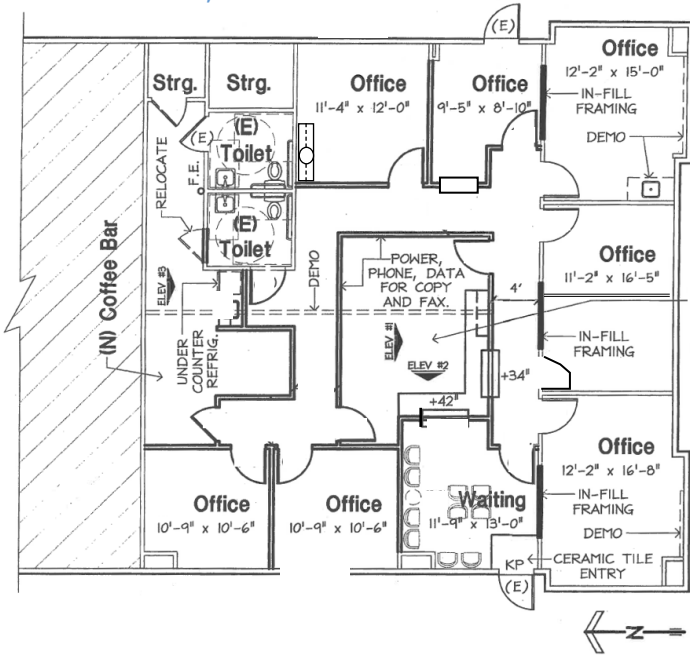 (E)
Office
12'-2" x 15'-0"
IN-FILL
FRAMING
DEMO
Strg.
Strg.
Office
11'-4" x 12'-0"
Office
9'-5" x 8'-10"
(E)
(E)
Toilet
RELOCATE
F.E.
(E)
Toilet
(N) Coffee Bar
ELEV #3
UNDER
COUNTER
REFRIG.
DEMO
POWER,
PHONE, DATA
FOR COPY
AND FAX.
ELEV #1
ELEV #2
4'
+34"
+42"
Office
11'-2" x 16'-5"
IN-FILL
FRAMING
Office
10'-9" x 10'-6"
Office
10'-9" x 10'-6"
Waiting
11'-9" x 13'-0"
Office
12'-2" x 16'-8"
IN-FILL
FRAMING
DEMO
KP
CERAMIC TILE
ENTRY
(E)
N